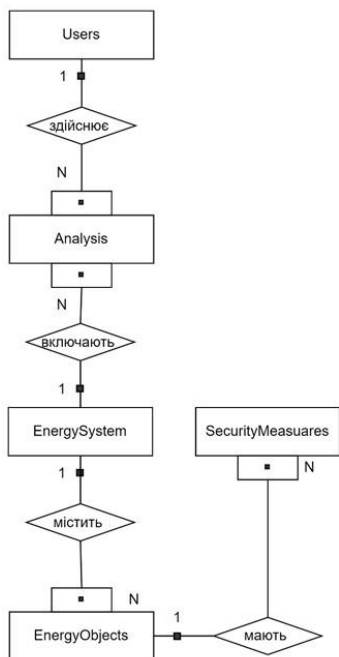 Users
1
здійснює
N
Analysis
N
включають
1
EnergySystem
SecurityMeasuares
1
N
містить
N
1
EnergyObjects
мають